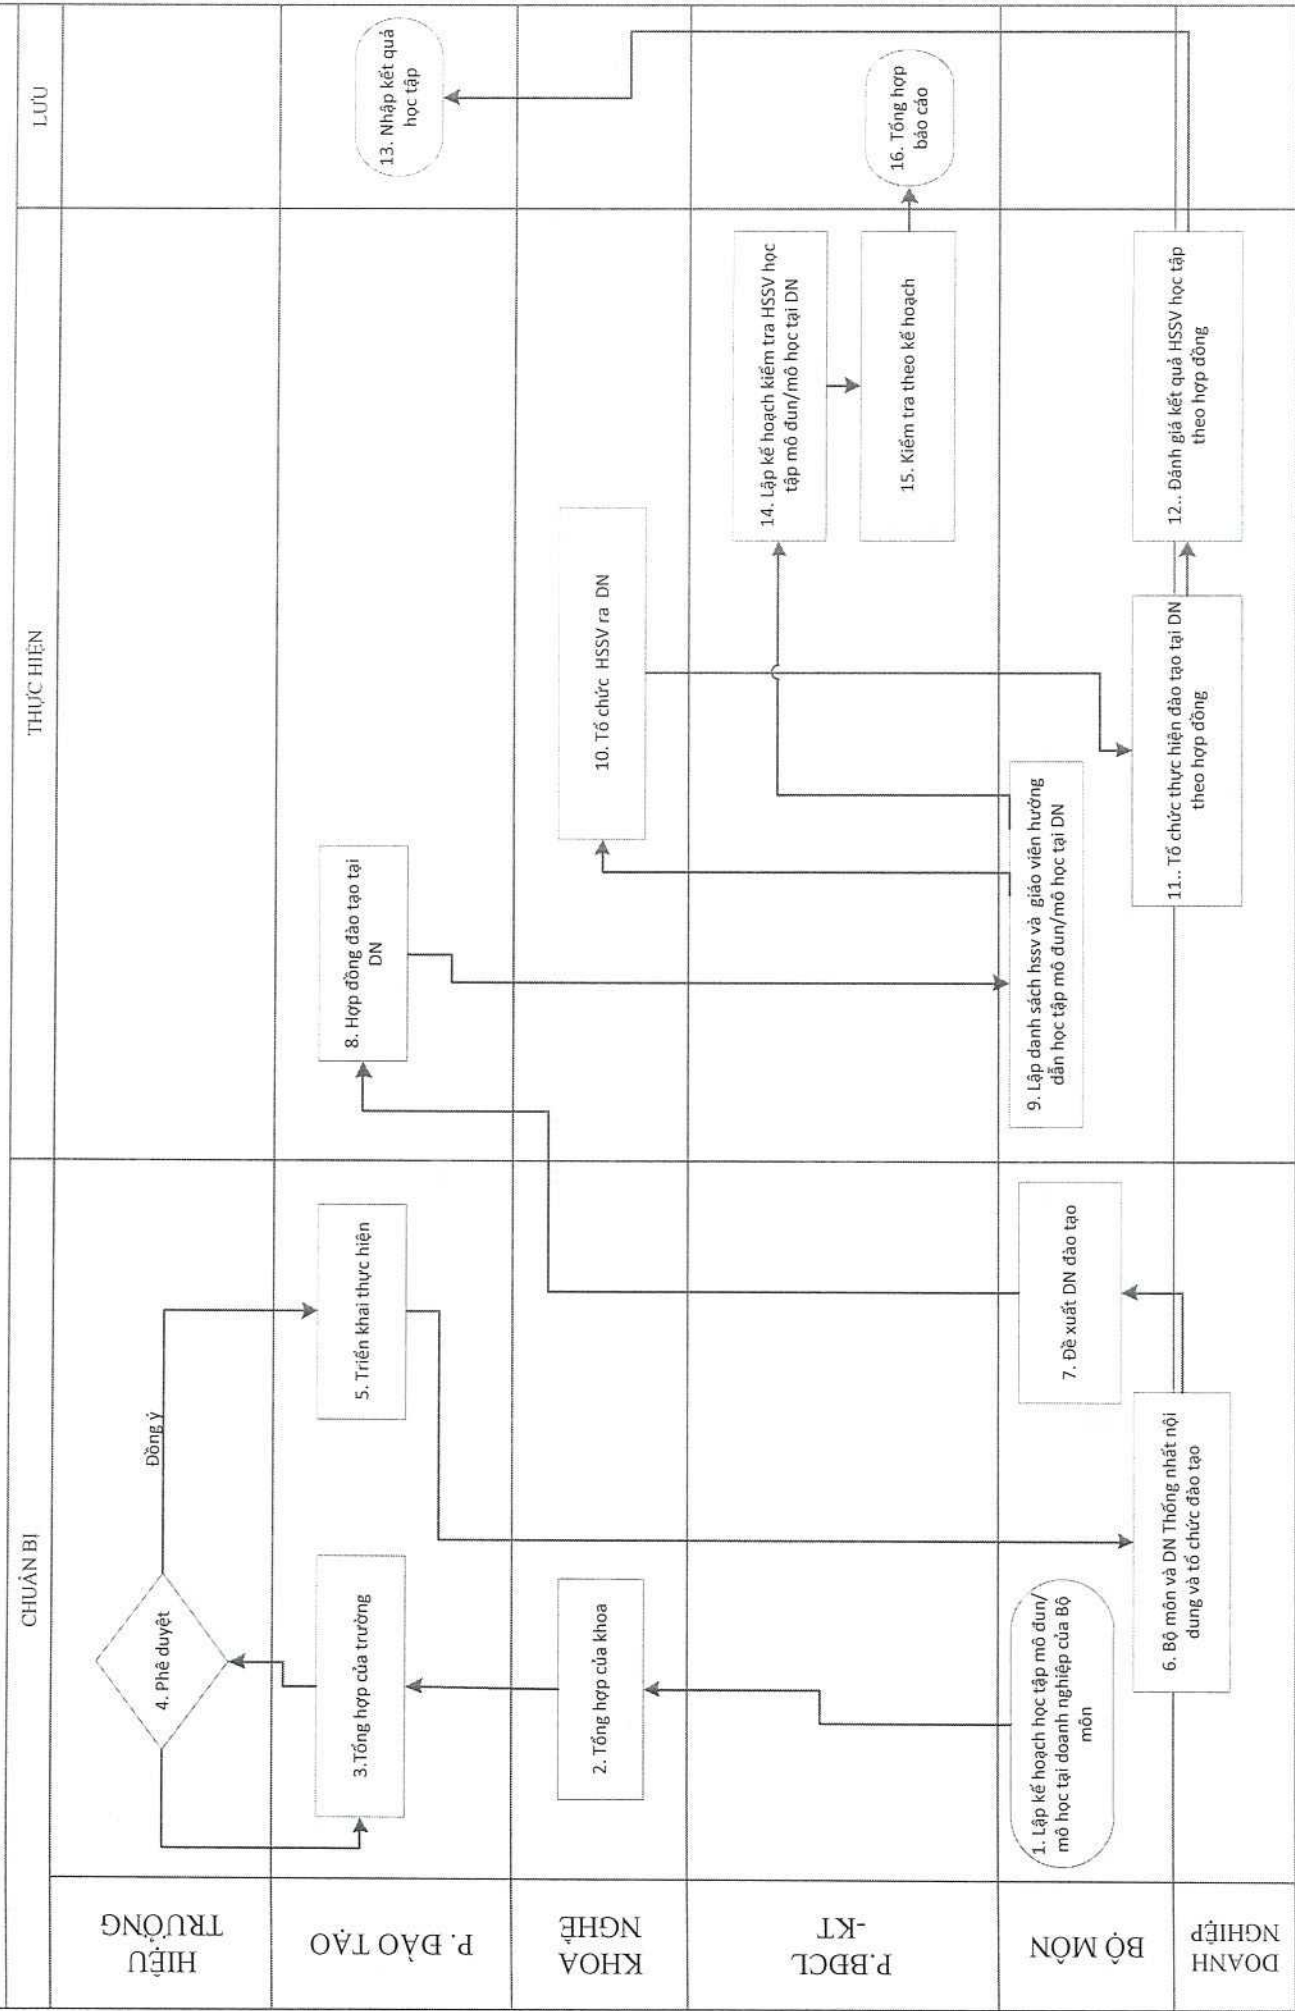 CHUẨN BỊ
THỰC HIỆN
LƯU
HIỆU
TRƯỞNG
4. Phê duyệt
Đồng ý
P. ĐÀO TẠO
3.Tổng hợp của trường
5. Triển khai thực hiện
8. Hợp đồng đào tạo tại
DN
13. Nhập kết quả
học tập
KHOA
NGHỀ
2. Tổng hợp của khoa
10. Tổ chức HSSV ra DN
P.BĐCL
-KT
14. Lập kế hoạch kiểm tra HSSV học
tập mô đun/mô học tại DN
15. Kiểm tra theo kế hoạch
16. Tổng hợp
báo cáo
BỘ MÔN
1. Lập kế hoạch học tập mô đun/
mô học tại doanh nghiệp của Bộ
môn
7. Đề xuất DN đào tạo
9. Lập danh sách hssv và giáo viên hướng
dẫn học tập mô đun/mô học tại DN
DOANH
NGHIỆP
6. Bộ môn và DN Thống nhất nội
dung và tổ chức đào tạo
11.. Tổ chức thực hiện đào tạo tại DN
theo hợp đồng
12.. Đánh giá kết quả HSSV học tập
theo hợp đồng